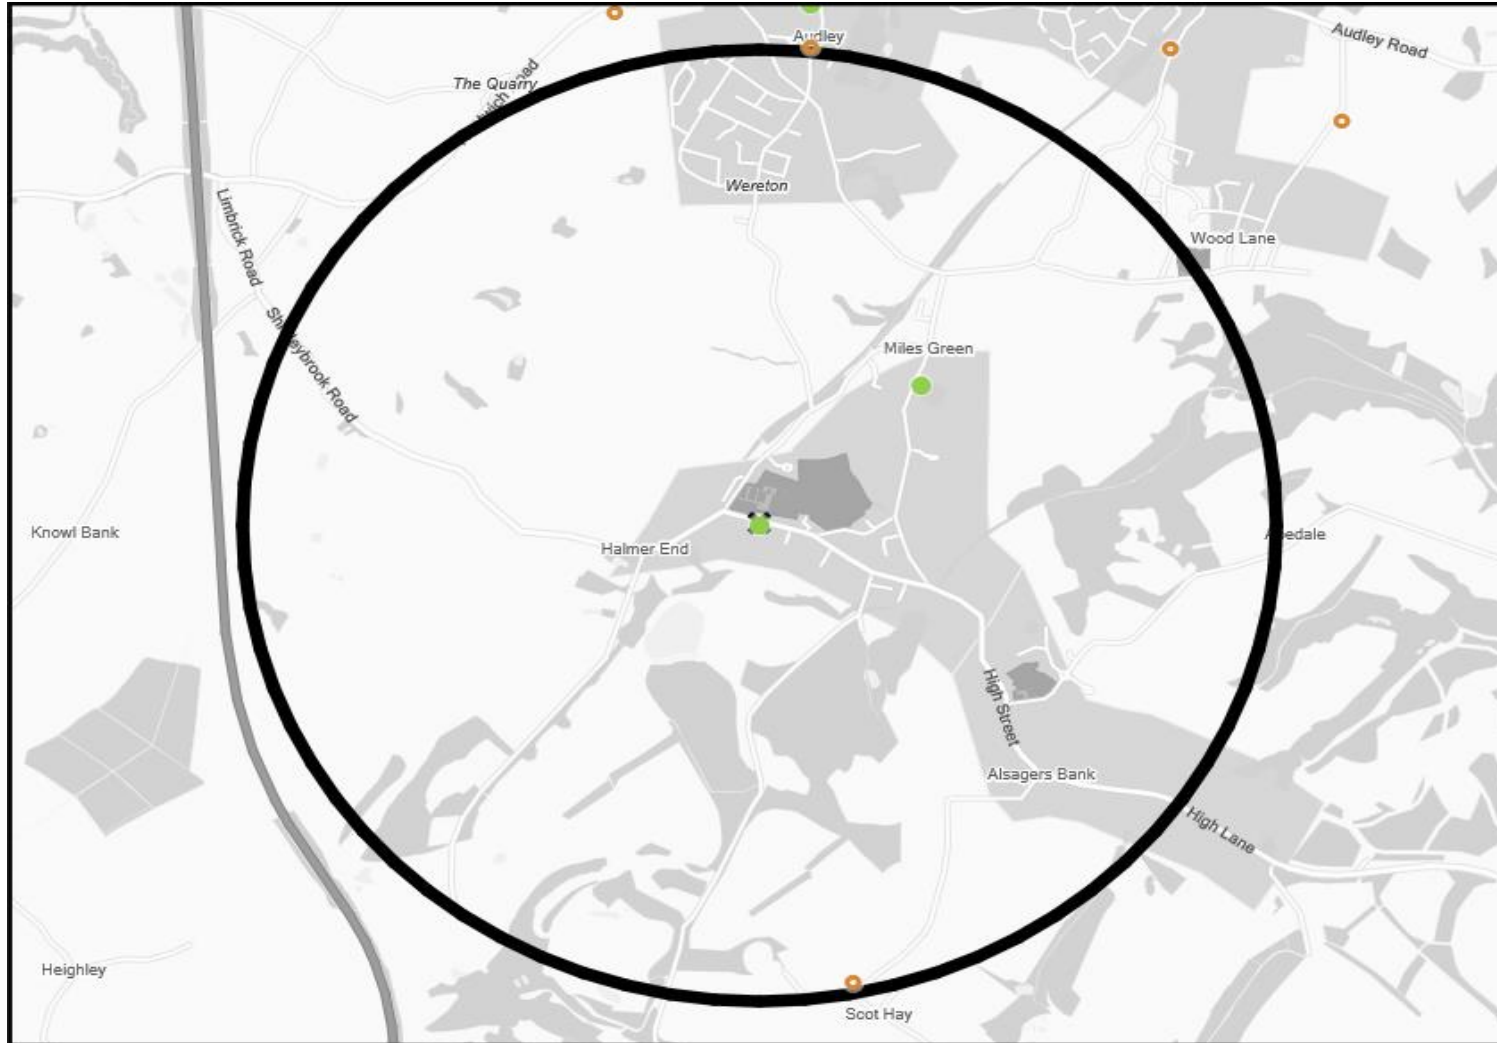 Audley
Audley Road
The Quarry
Wereton
Limbrick Road
Wood Lane
Miles Green
Knowl Bank
Halmer End
High Street
Alsagers Bank
High Lane
Heighley
Scot Hay